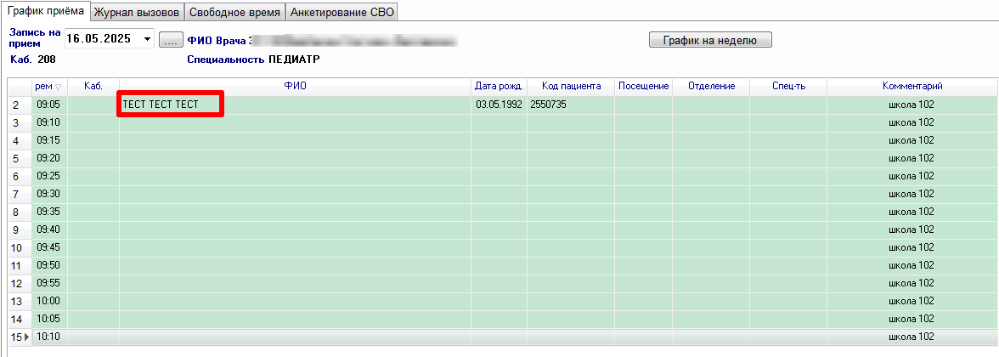 График приёма Журнал вызовов Свободное время Анкетирование СВО
Запись на прием 16.05.2025 .... ФИО Врача График на неделю
Каб. 208 Специальность ПЕДИАТР
рем Каб. ФИО Дата рожд. Код пациента Посещение Отделение Спец-ть Комментарий
2 09:05 ТЕСТ ТЕСТ ТЕСТ 03.05.1992 2550735 школа 102
3 09:10 школа 102
4 09:15 школа 102
5 09:20 школа 102
6 09:25 школа 102
7 09:30 школа 102
8 09:35 школа 102
9 09:40 школа 102
10 09:45 школа 102
11 09:50 школа 102
12 09:55 школа 102
13 10:00 школа 102
14 10:05 школа 102
15 10:10 школа 102